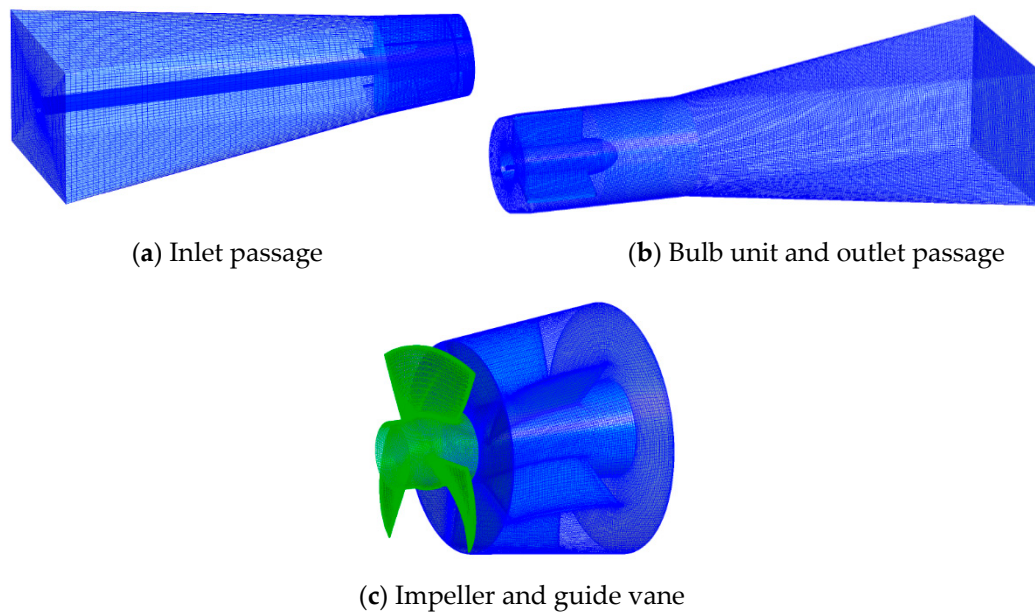 (a) Inlet passage
(b) Bulb unit and outlet passage
(c) Impeller and guide vane